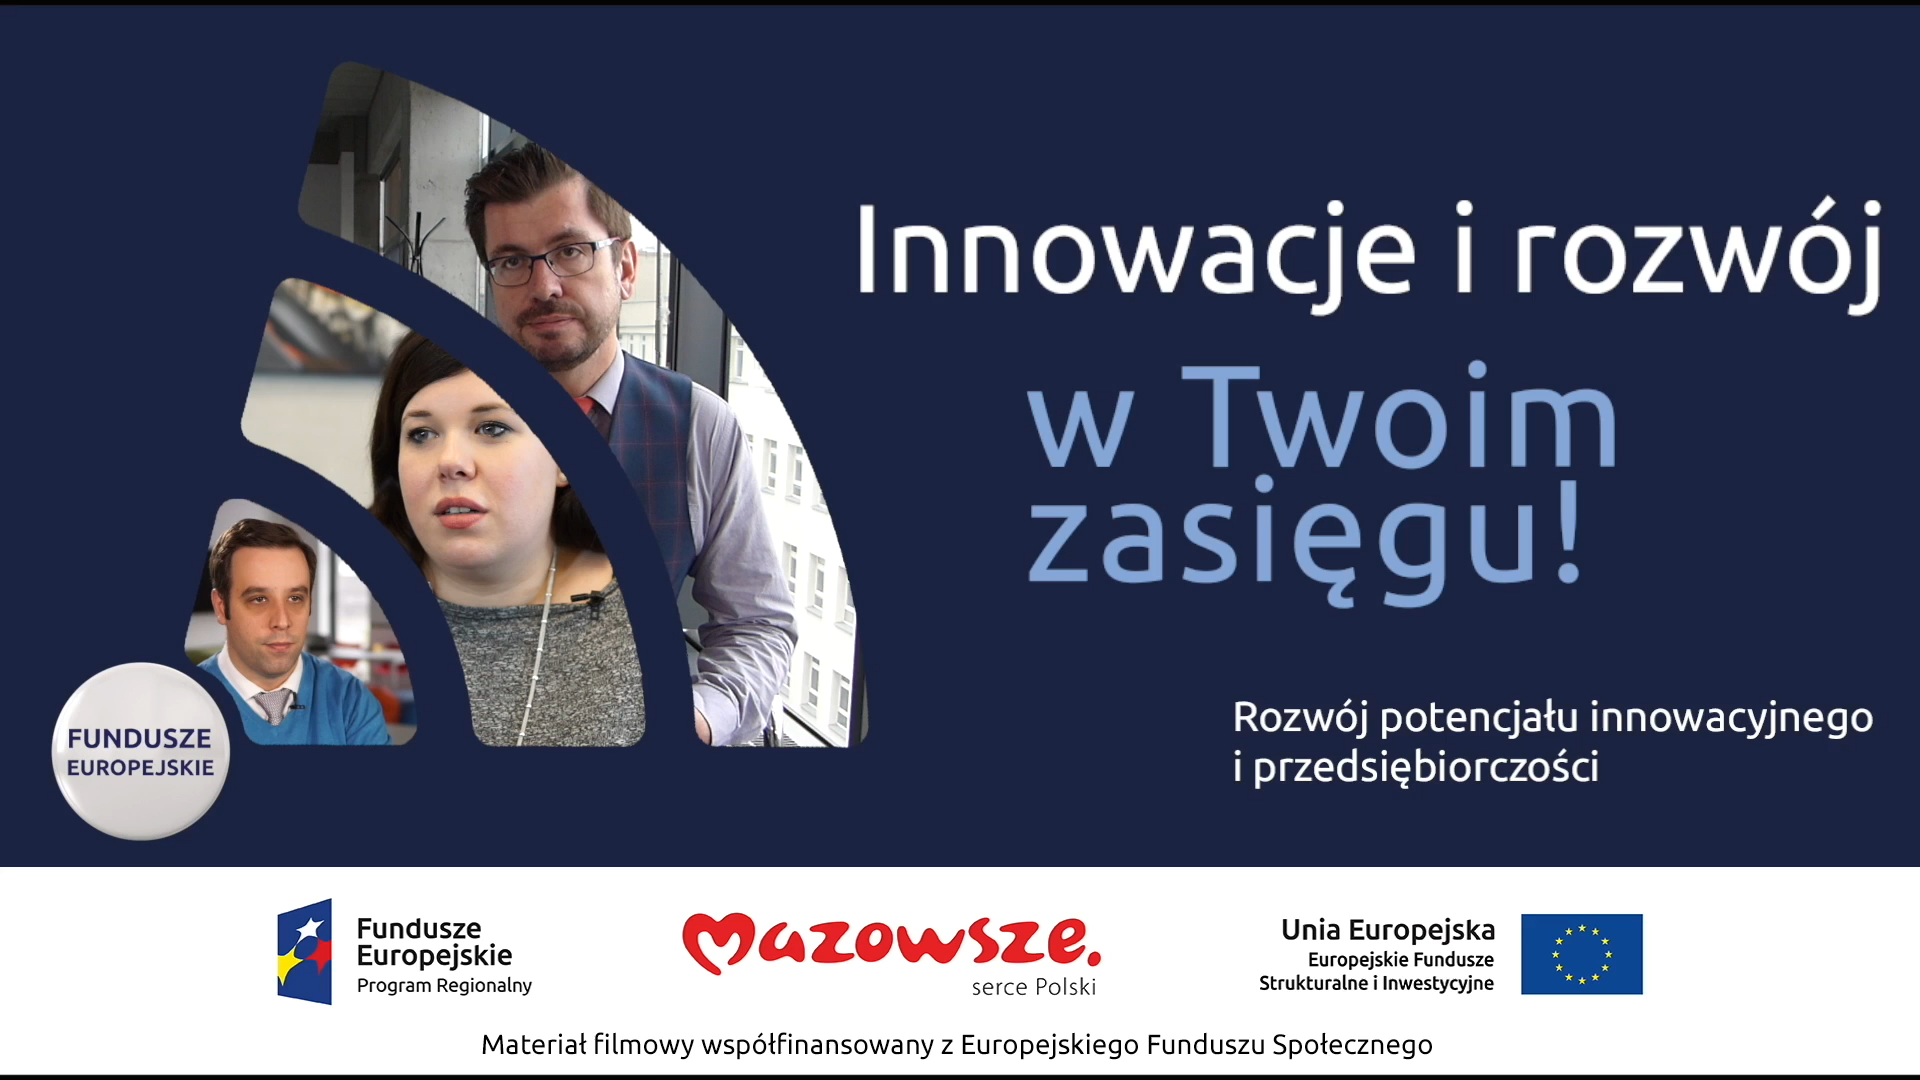 Innowacje i rozwój
w Twoim
zasięgu!
Rozwój potencjału innowacyjnego
i przedsiębiorczości
FUNDUSZE
EUROPEJSKIE
Fundusze
Europejskie
Program Regionalny
Mazowsze.
serce Polski
Unia Europejska
Europejskie Fundusze
Strukturalne i Inwestycyjne
Materiał filmowy współfinansowany z Europejskiego Funduszu Społecznego